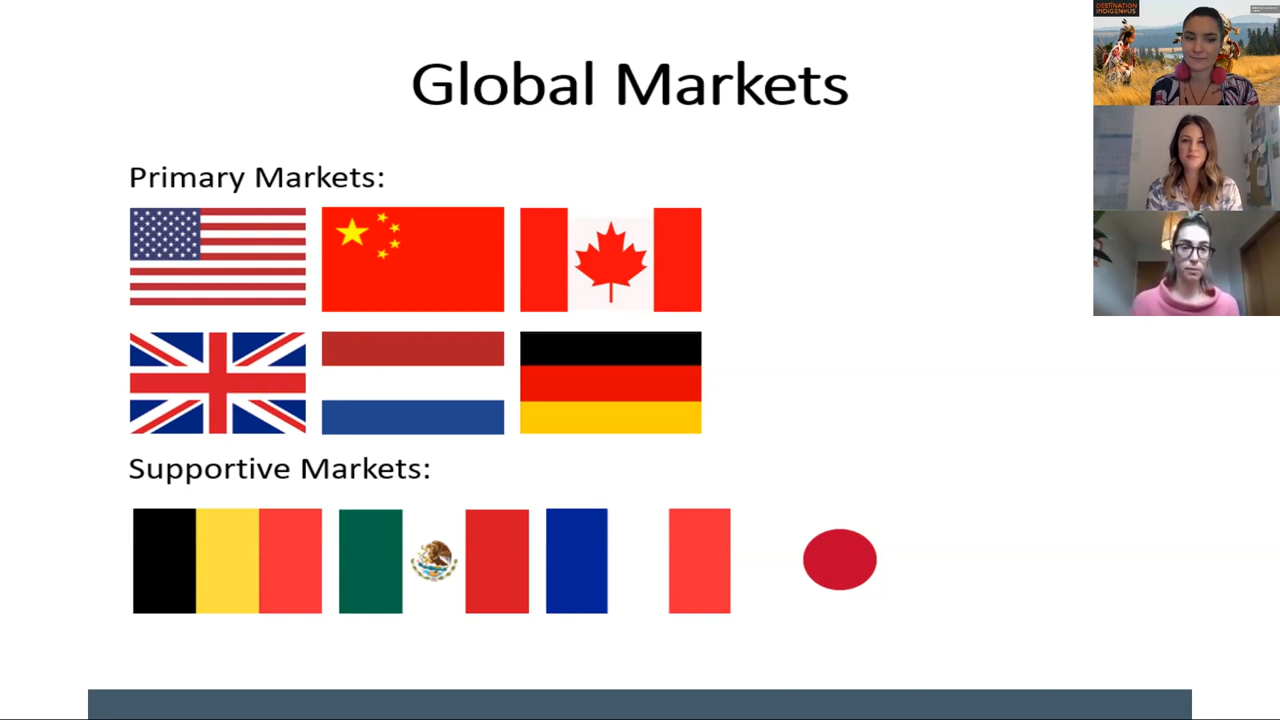 Global Markets
Primary Markets:
Supportive Markets:
DESTINATION
INDIGENOUS